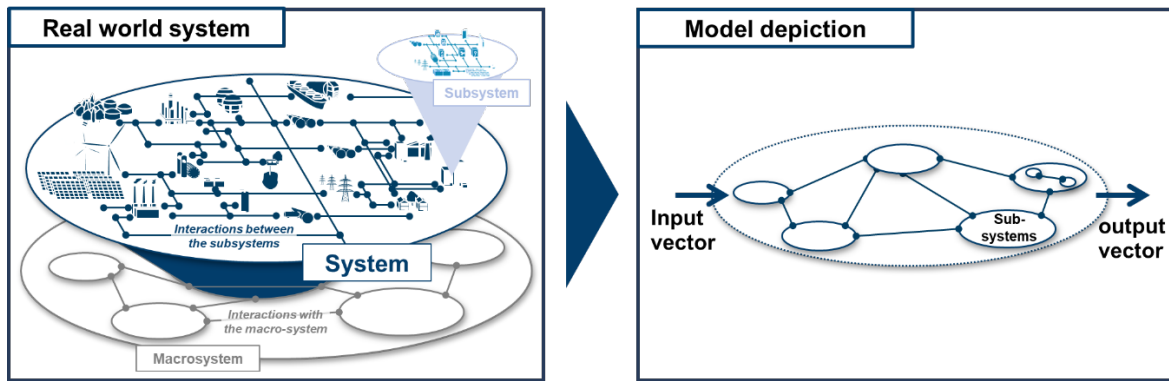 Real world system
Subsystem
Interactions between
the subsystems
System
Interactions with
the macro-system
Macrosystem
Model depiction
Input
vector
Sub-
systems
output
vector